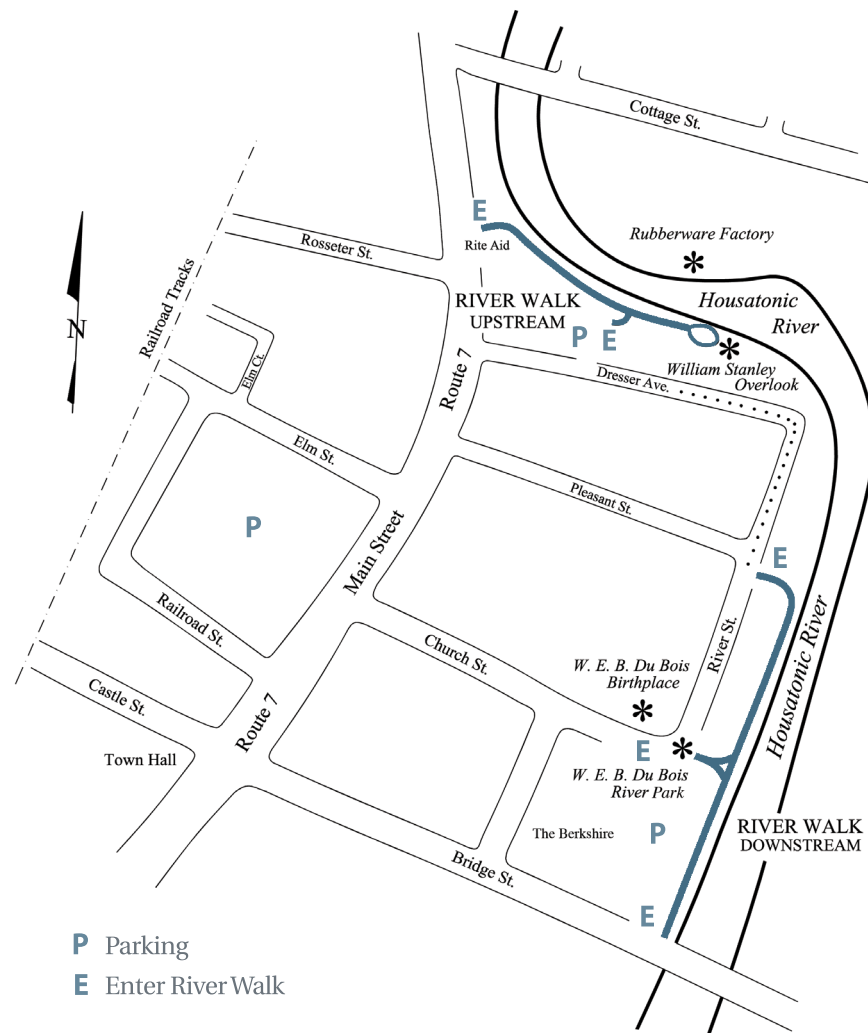 Cottage St.
E
Rubberware Factory
*
Rosseter St.
Rite Aid
Housatonic
River
RIVER WALK
UPSTREAM
P
E
*
William Stanley
Overlook
Railroad Tracks
N
Elm Ct.
Route 7
Dresser Ave.
Elm St.
Pleasant St.
P
Main Street
E
Railroad St.
Church St.
River St.
Housatonic River
W. E. B. Du Bois
Birthplace
*
Castle St.
Route 7
Town Hall
E
*
W. E. B. Du Bois
River Park
The Berkshire
P
RIVER WALK
DOWNSTREAM
Bridge St.
E
P Parking
E Enter River Walk